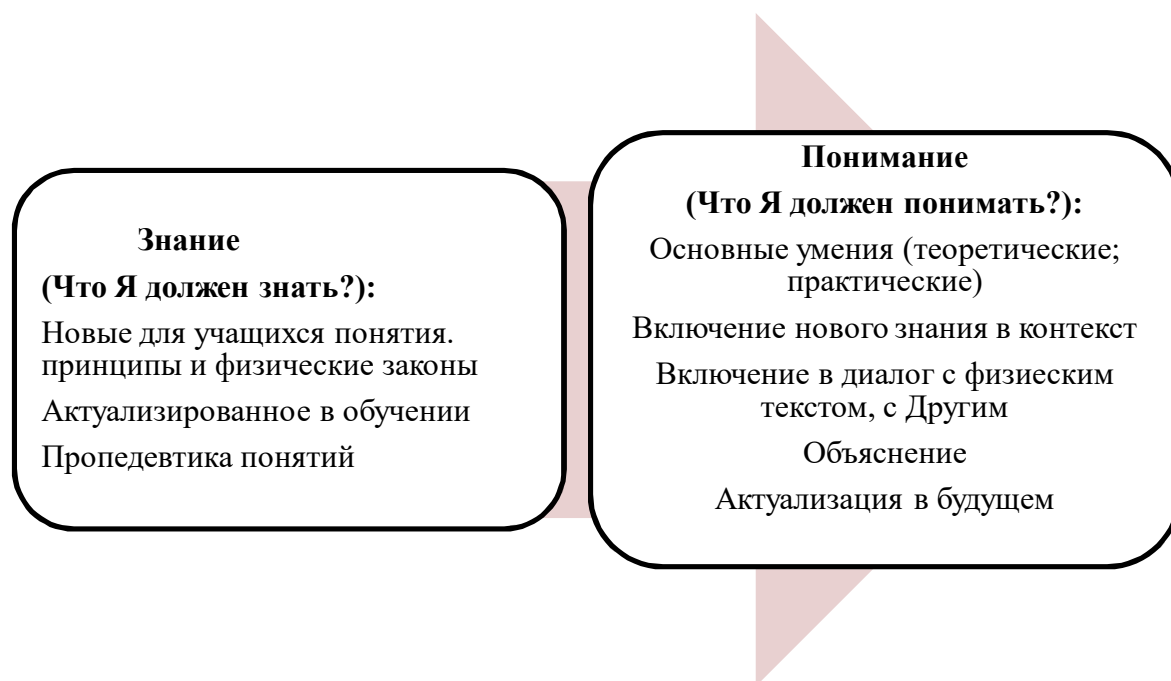 Знание
(Что Я должен знать?):
Новые для учащихся понятия.
принципы и физические законы
Актуализированное в обучении
Пропедевтика понятий
Понимание
(Что Я должен понимать?):
Основные умения (теоретические;
практические)
Включение нового знания в контекст
Включение в диалог с физиеским
текстом, с Другим
Объяснение
Актуализация в будущем